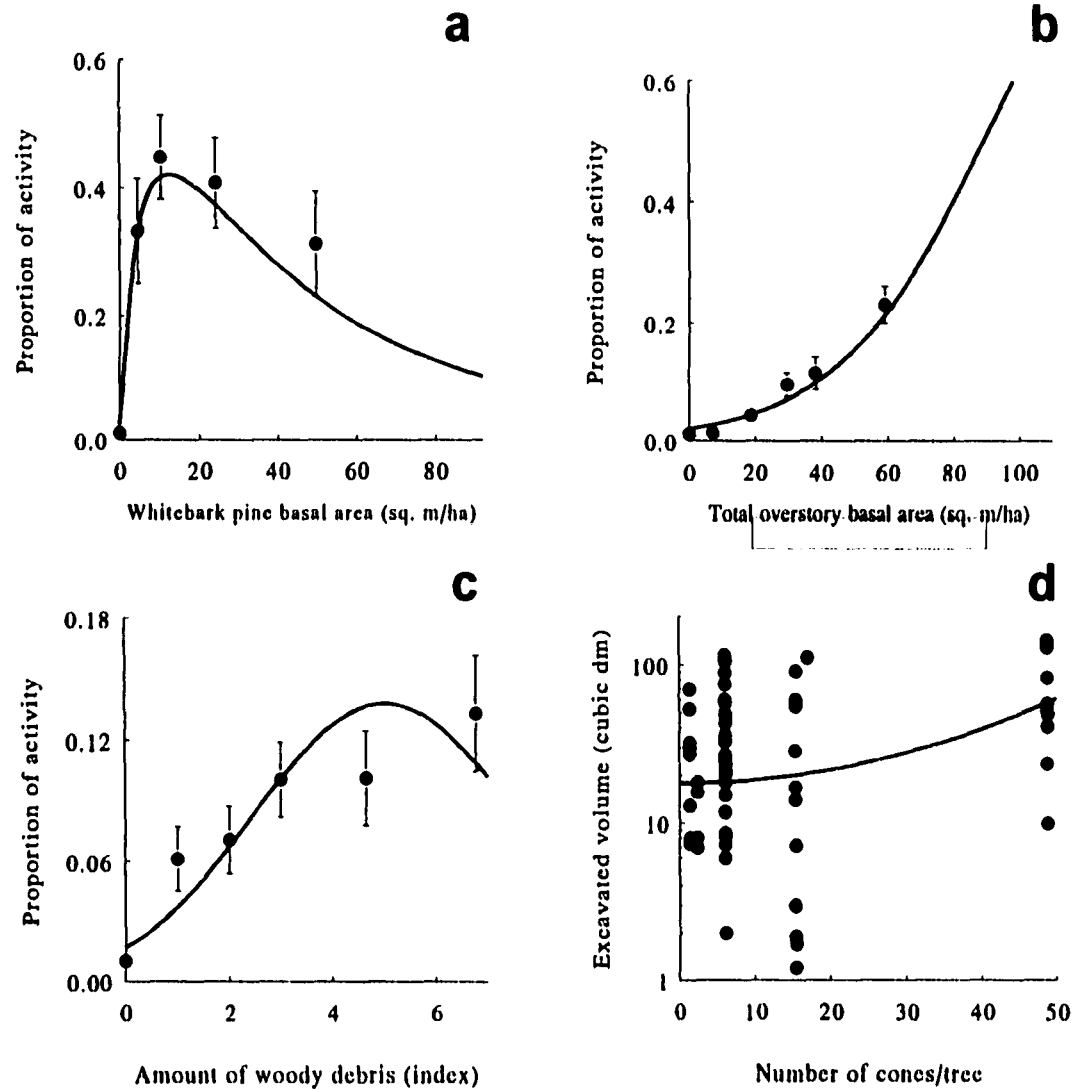 a
0.6
0.4
0.2
0.0
0 20 40 60 80
Proportion of activity
Whitebark pine basal area (sq. m/ha)
b
0.6
0.4
0.2
0.0
0 20 40 60 80 100
Proportion of activity
Total overstory basal area (sq. m/ha)
c
0.18
0.12
0.06
0.00
0 2 4 6
Proportion of activity
Amount of woody debris (index)
d
100
10
1
0 10 20 30 40 50
Excavated volume (cubic dm)
Number of cones/tree